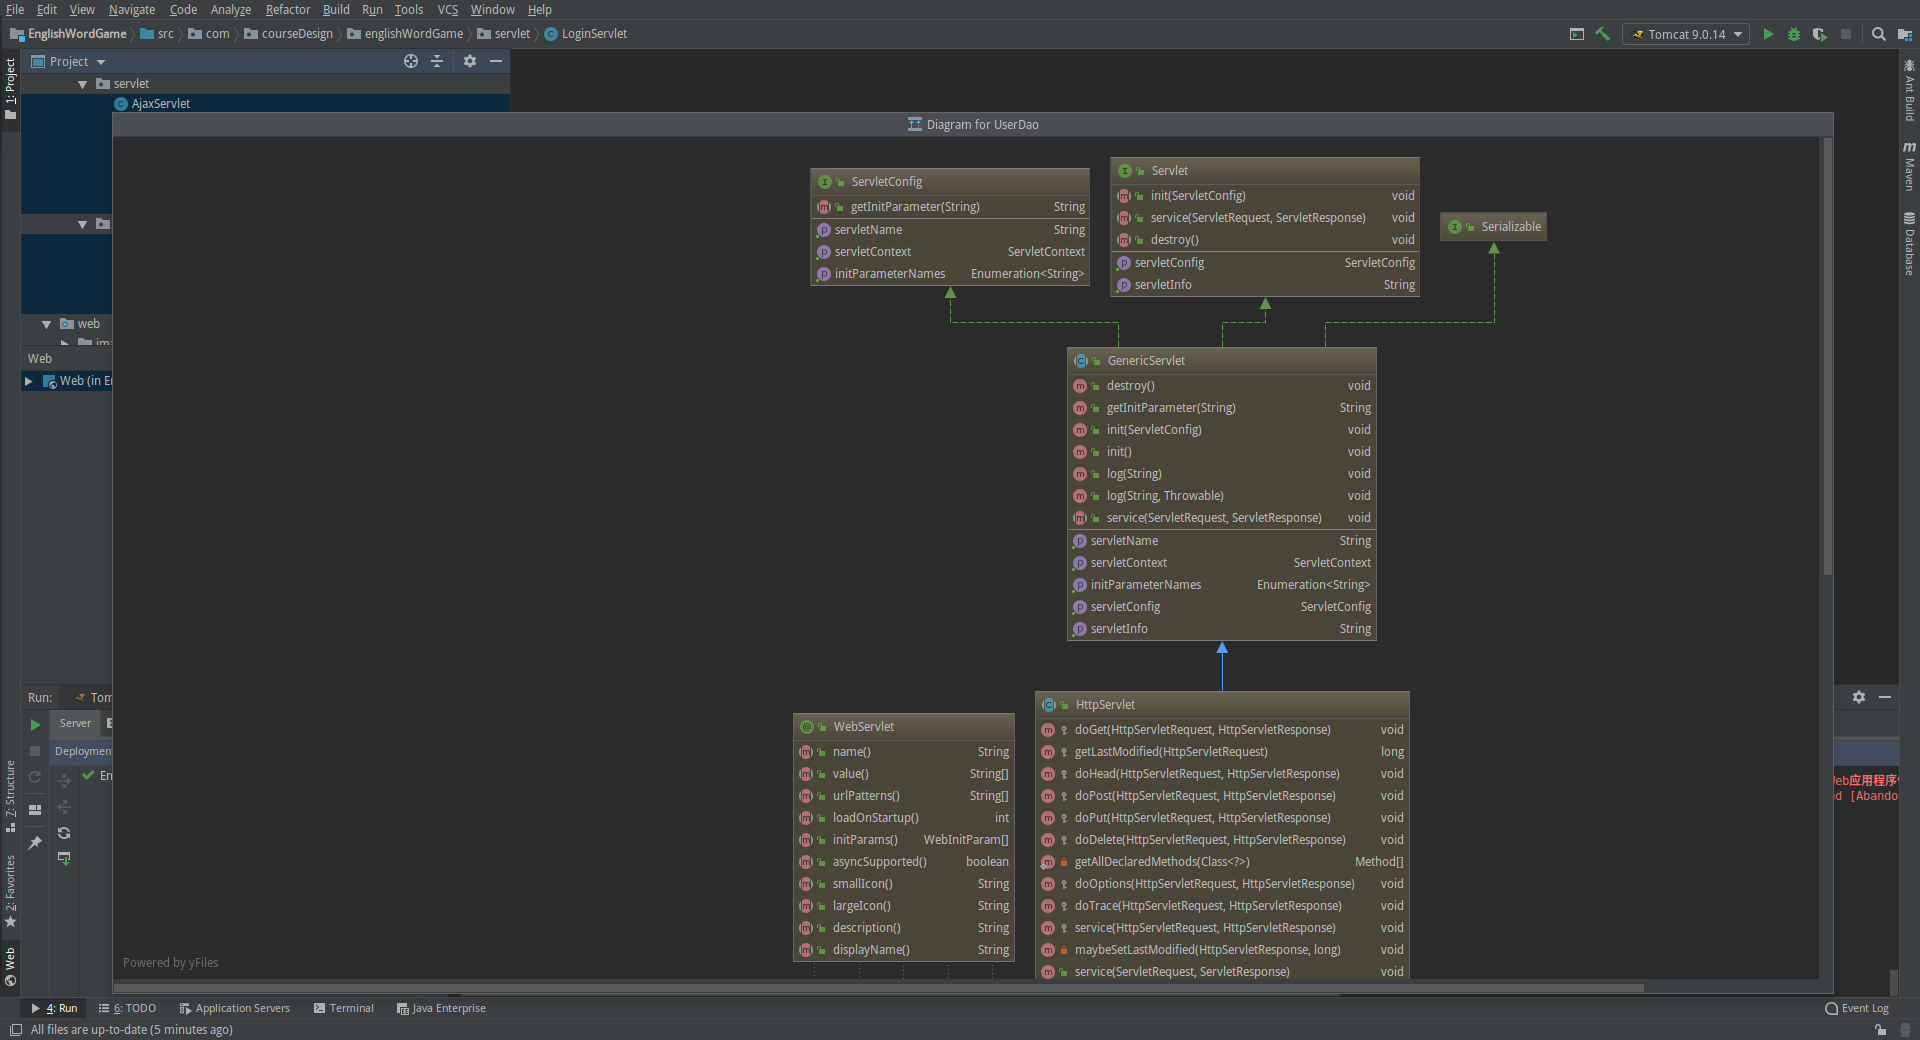 File Edit View Navigate Code Analyze Refactor Build Run Tools VCS Window Help
EnglishWordGame src com courseDesign englishWordGame servlet LoginServlet
Tomcat 9.0.14
1: Project
Project
servlet
AjaxServlet
web
Web
Web (in
Diagram for UserDao
ServletConfig
getInitParameter(String) String
servletName String
servletContext ServletContext
initParameterNames Enumeration<String>
Servlet
init(ServletConfig) void
service(ServletRequest, ServletResponse) void
destroy() void
servletConfig ServletConfig
servletInfo String
Serializable
GenericServlet
destroy() void
getInitParameter(String) String
init(ServletConfig) void
init() void
log(String) void
log(String, Throwable) void
service(ServletRequest, ServletResponse) void
servletName String
servletContext ServletContext
initParameterNames Enumeration<String>
servletConfig ServletConfig
servletInfo String
WebServlet
name() String
value() String[]
urlPatterns() String[]
loadOnStartup() int
initParams() WebInitParam[]
asyncSupported() boolean
smallIcon() String
largeIcon() String
description() String
displayName() String
HttpServlet
doGet(HttpServletRequest, HttpServletResponse) void
getLastModified(HttpServletRequest) long
doHead(HttpServletRequest, HttpServletResponse) void
doPost(HttpServletRequest, HttpServletResponse) void
doPut(HttpServletRequest, HttpServletResponse) void
doDelete(HttpServletRequest, HttpServletResponse) void
getAllDeclaredMethods(Class<?>) Method[]
doOptions(HttpServletRequest, HttpServletResponse) void
doTrace(HttpServletRequest, HttpServletResponse) void
service(HttpServletRequest, HttpServletResponse) void
maybeSetLastModified(HttpServletResponse, long) void
service(ServletRequest, ServletResponse) void
Powered by yFiles
Run: Tom
Server
Deploymen
En
eb应用程序
ed [Abando
Ant Build
Maven
Database
7: Structure
2: Favorites
Web
4: Run 6: TODO Application Servers Terminal Java Enterprise Event Log
All files are up-to-date (5 minutes ago)